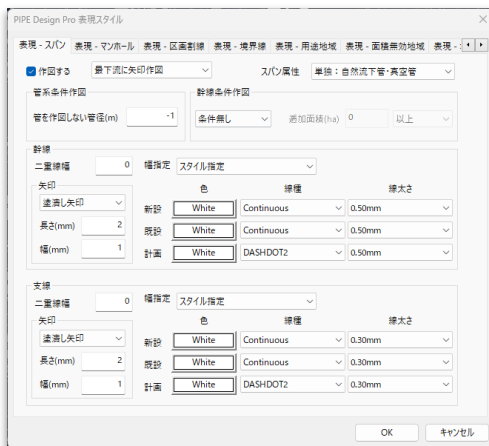 PIPE Design Pro 表現スタイル
表現 - スパン 表現 - マンホール 表現 - 区画割線 表現 - 境界線 表現 - 用途地域 表現 - 面積無効地域 表現 -
作図する 最下流に矢印作図 スパン属性 単独：自然流下管・真空管
管系条件作図 幹線条件作図
管を作図しない管径(m) -1 条件無し 追加面積(ha) 0 以上
幹線
二重線幅 0 幅指定 スタイル指定
矢印 色 線種 線太さ
塗潰し矢印 新設 White Continuous 0.50mm
長さ(mm) 2 既設 White Continuous 0.50mm
幅(mm) 1 計画 White DASHDOT2 0.50mm
支線
二重線幅 0 幅指定 スタイル指定
矢印 色 線種 線太さ
塗潰し矢印 新設 White Continuous 0.30mm
長さ(mm) 2 既設 White Continuous 0.30mm
幅(mm) 1 計画 White DASHDOT2 0.30mm
OK キャンセル